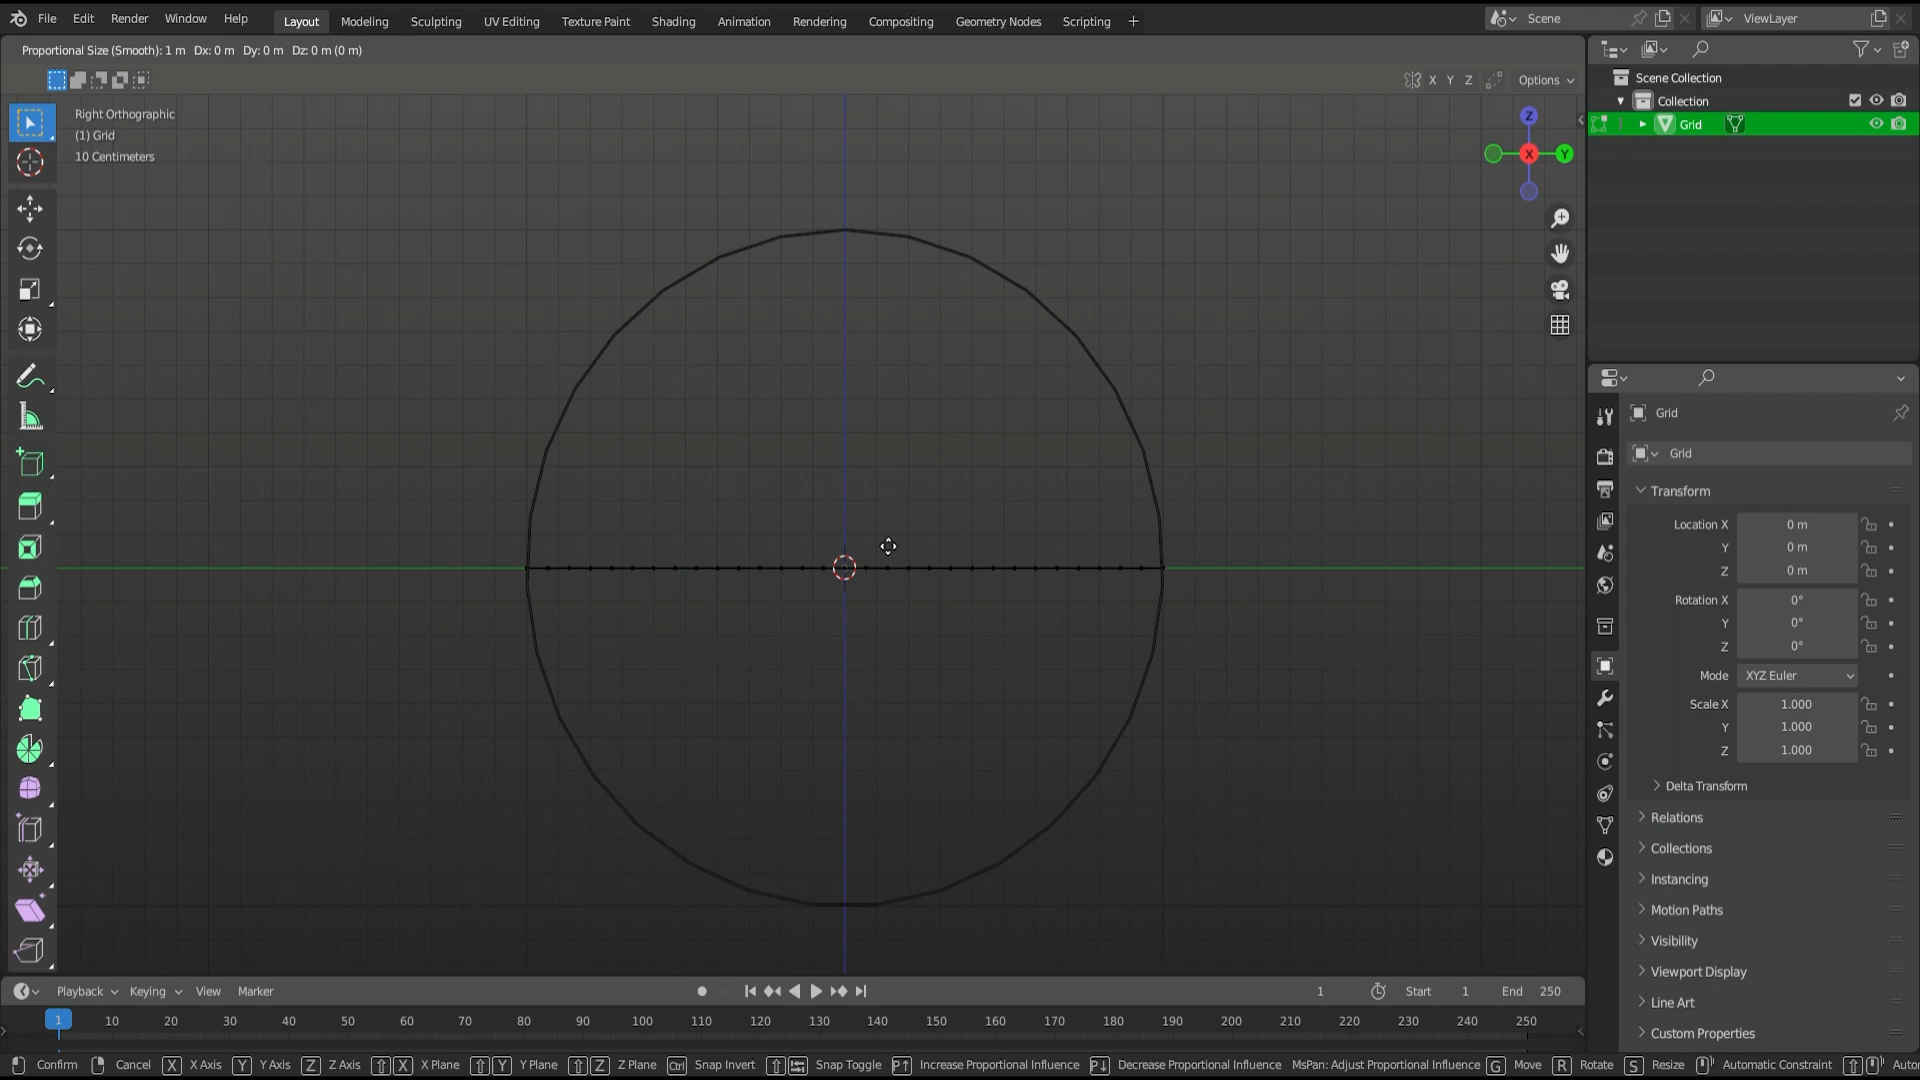 File Edit Render Window Help Layout Modeling Sculpting UV Editing Texture Paint Shading Animation Rendering Compositing Geometry Nodes Scripting + Scene ViewLayer
Proportional Size (Smooth): 1 m Dx: 0 m Dy: 0 m Dz: 0 m (0 m)
X Y Z Options
Right Orthographic
(1) Grid
10 Centimeters
Z
X
Y
Scene Collection
Collection
Grid
Grid
Grid
Transform
Location X 0 m
Y 0 m
Z 0 m
Rotation X 0°
Y 0°
Z 0°
Mode XYZ Euler
Scale X 1.000
Y 1.000
Z 1.000
Delta Transform
Relations
Collections
Instancing
Motion Paths
Visibility
Viewport Display
Line Art
Custom Properties
Playback Keying View Marker 1 Start 1 End 250
1 10 20 30 40 50 60 70 80 90 100 110 120 130 140 150 160 170 180 190 200 210 220 230 240 250
Confirm Cancel X X Axis Y Y Axis Z Z Axis X X Plane Y Y Plane Z Z Plane Ctrl Snap Invert Snap Toggle P↑ Increase Proportional Influence P↓ Decrease Proportional Influence MsPan: Adjust Proportional Influence G Move R Rotate S Resize Automatic Constraint Auto